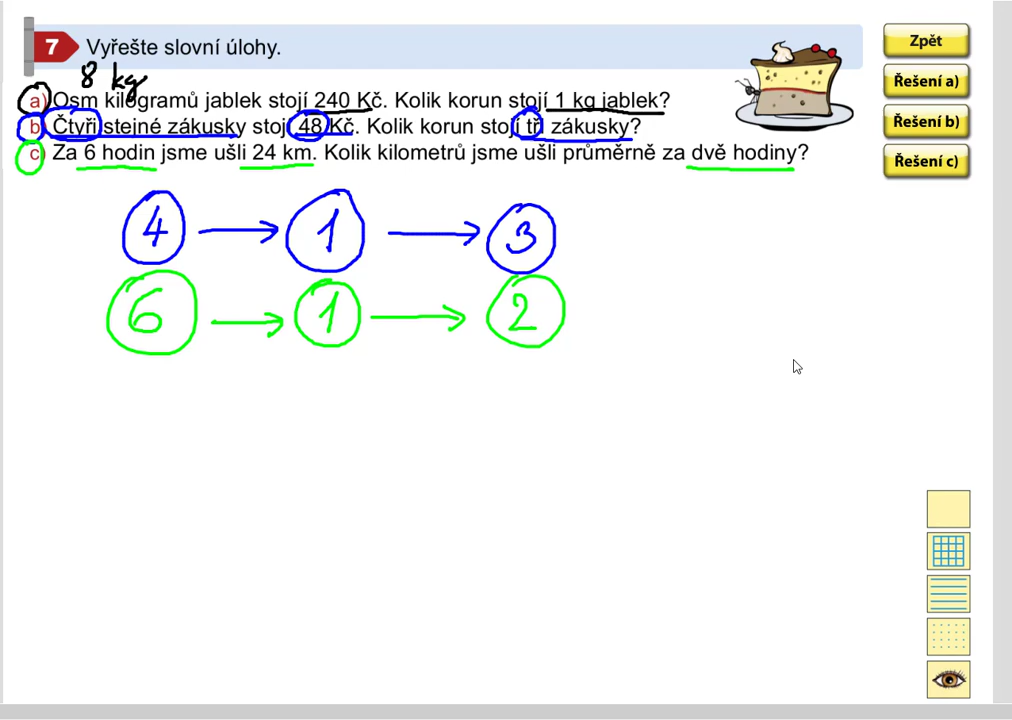 7 Vyřešte slovní úlohy.
8 kg
a) Osm kilogramů jablek stojí 240 Kč. Kolik korun stojí 1 kg jablek?
b) Čtyři stejné zákusky stojí 48 Kč. Kolik korun stojí tři zákusky?
c) Za 6 hodin jsme ušli 24 km. Kolik kilometrů jsme ušli průměrně za dvě hodiny?
4 → 1 → 3
6 → 1 → 2
Zpět
Řešení a)
Řešení b)
Řešení c)